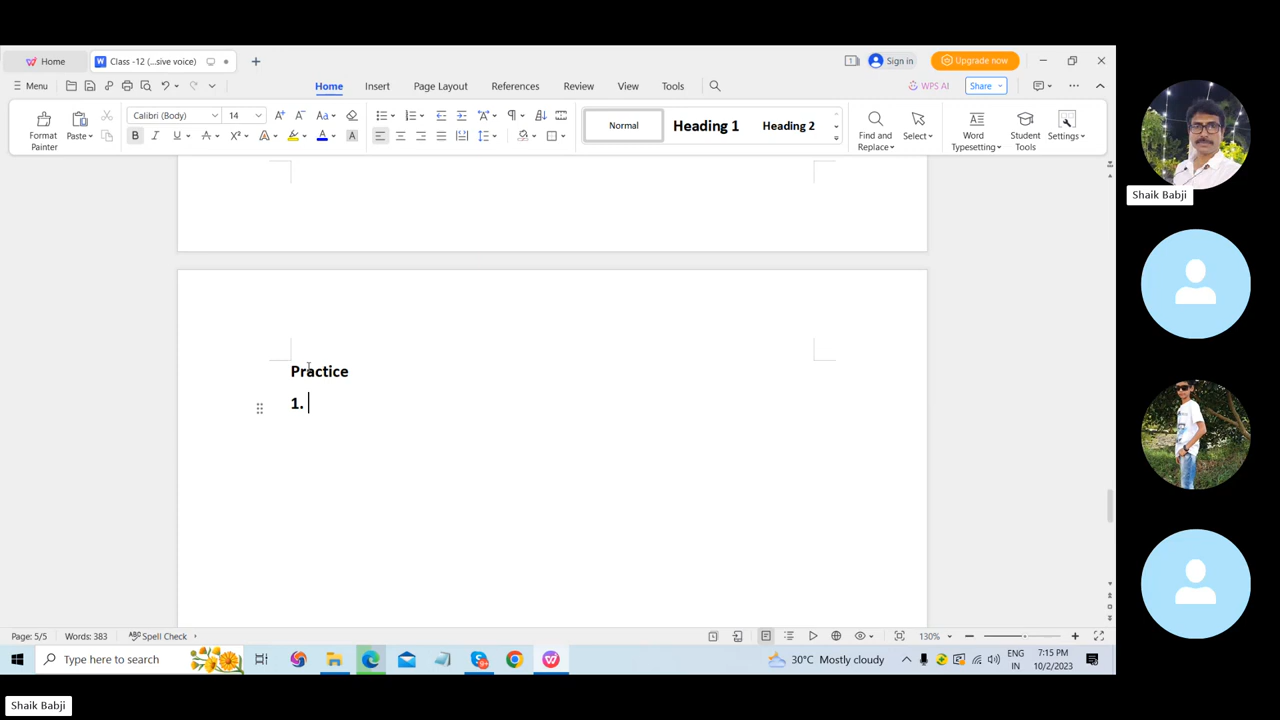 Home
Class -12 (...sive voice)
Sign in
Upgrade now
Menu
Home
Insert
Page Layout
References
Review
View
Tools
WPS AI
Share
Format Painter
Paste
Calibri (Body)
14
Normal
Heading 1
Heading 2
Find and Replace
Select
Word Typesetting
Student Tools
Settings
Shaik Babji
Practice
1.
Page: 5/5
Words: 383
Spell Check
130%
Type here to search
30°C Mostly cloudy
ENG
IN
7:15 PM
10/2/2023
Shaik Babji